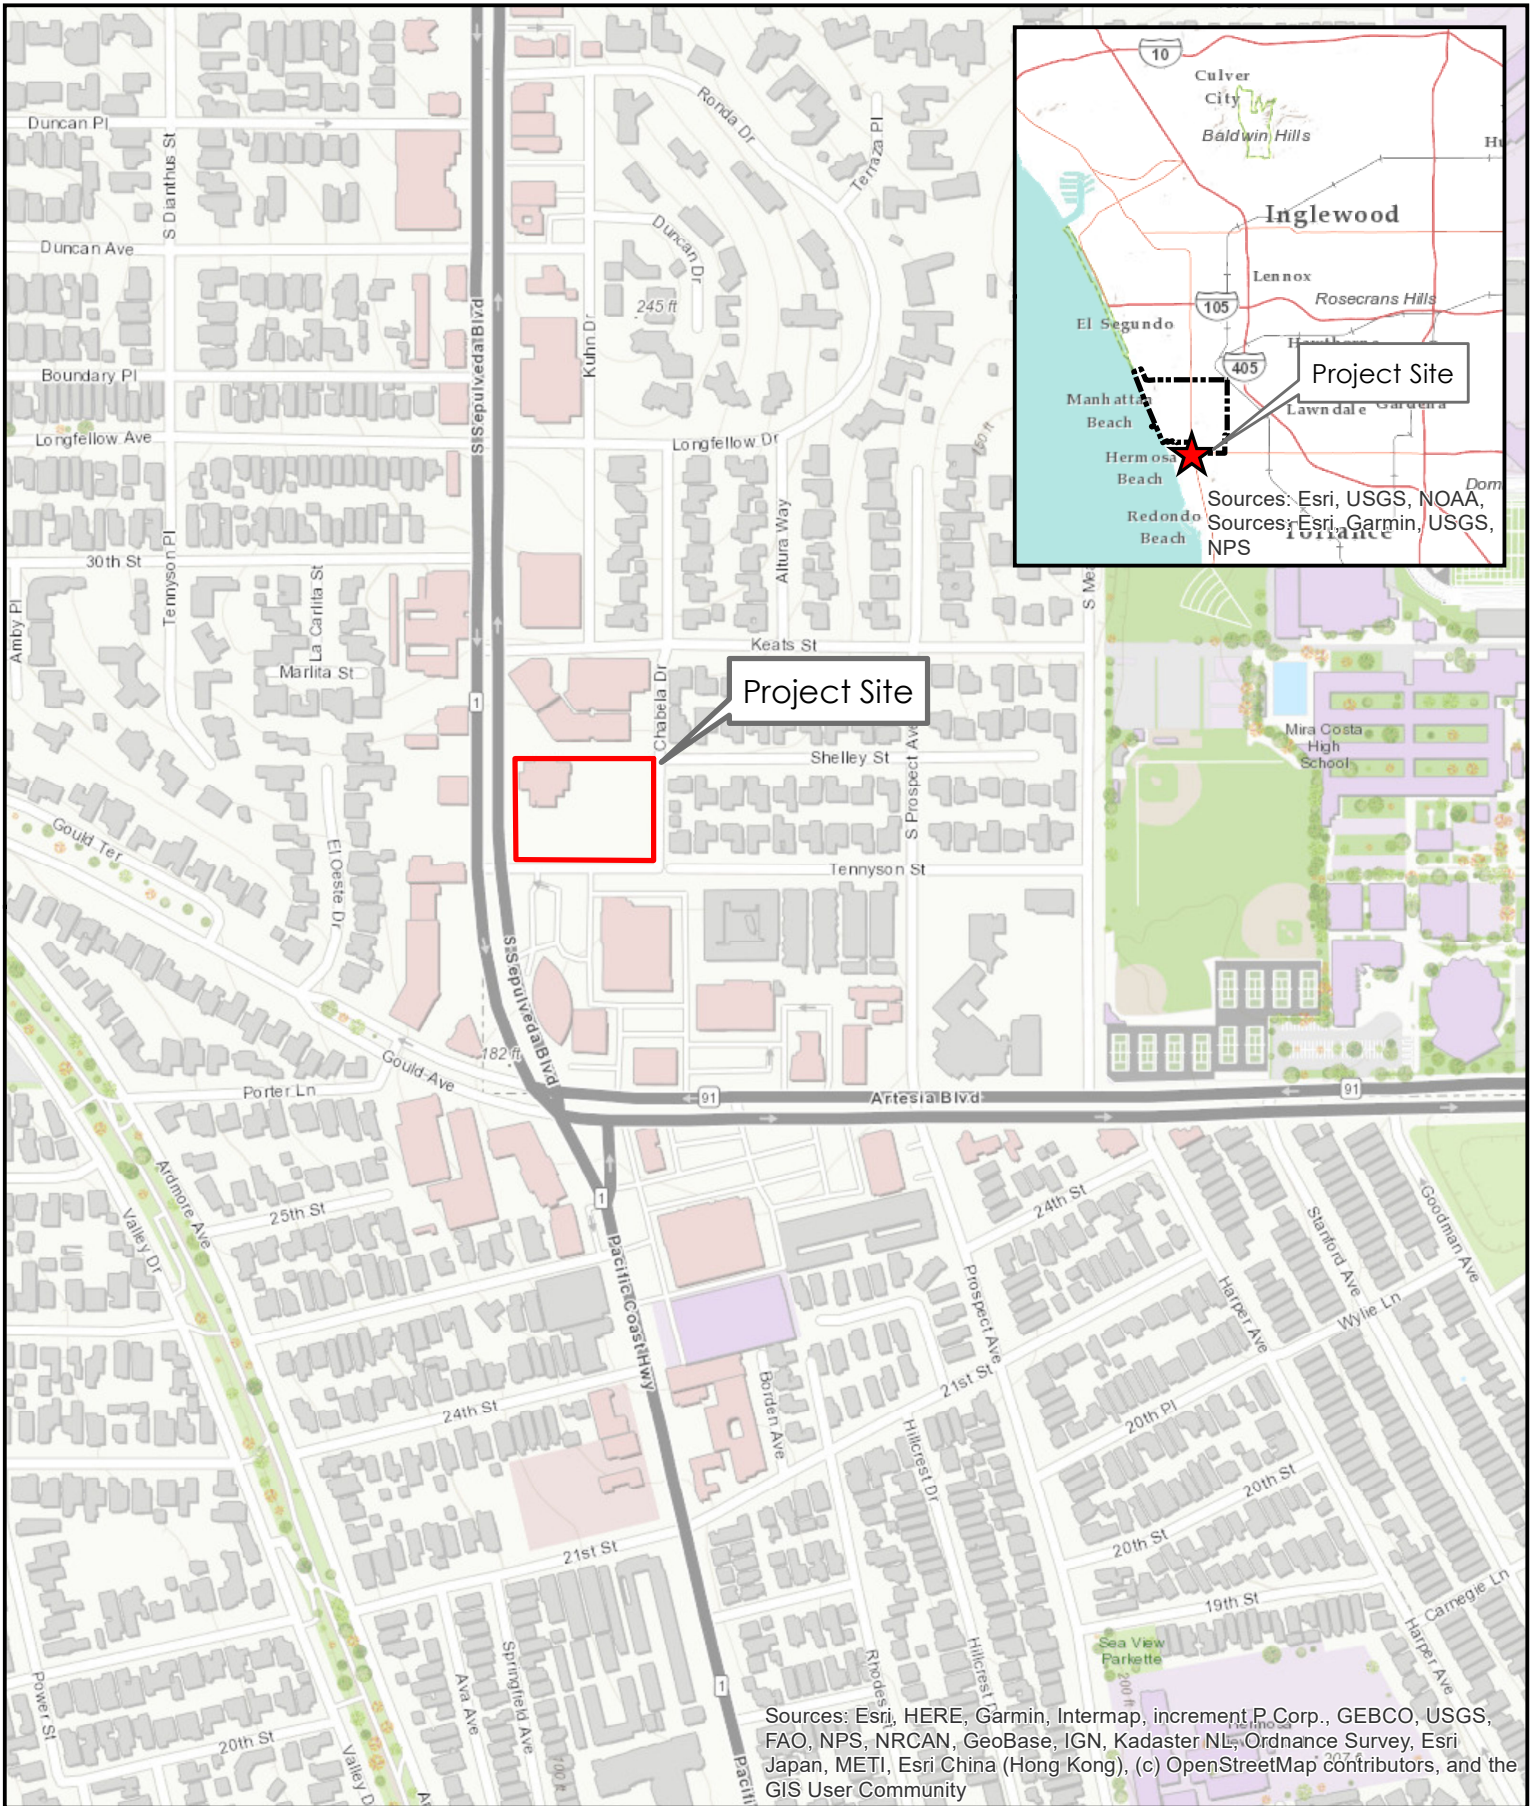 Duncan Pl
S Dianthus St
Duncan Ave
Boundary Pl
Longfellow Ave
30th St
Tennyson Pl
La Carlita St
Amby Pl
Marlita St
S Sepulveda Blvd
Kuhn Dr
Ronda Dr
Terraza Pl
Duncan Dr
245 ft
Longfellow Dr
Altura Way
150 ft
Keats St
10
Culver
City
Baldwin Hills
Inglewood
Lennox
105
Rosecrans Hills
El Segundo
405
Project Site
Manhattan
Beach
Lawndale
Gardena
Hermosa
Beach
Redondo
Beach
Torrance
Sources: Esri, USGS, NOAA,
Sources: Esri, Garmin, USGS,
NPS
1
Chabela Dr
Project Site
Shelley St
S Prospect Ave
Tennyson St
Mira Costa
High
School
Gould Ter
El Oeste Dr
S Sepulveda Blvd
182 ft
Gould Ave
Porter Ln
91
Artesia Blvd
91
Ardmore Ave
Valley Dr
25th St
1
Pacific Coast Hwy
24th St
Goodman Ave
Stanford Ave
Prospect Ave
Harper Ave
Wylie Ln
24th St
Borden Ave
21st St
20th Pl
Hillcrest Dr
20th St
21st St
20th St
19th St
Carnegie Ln
Harper Ave
Sea View
Parkette
200 ft
Power St
Ava Ave
Springfield Ave
1
20th St
100 ft
207 ft
Sources: Esri, HERE, Garmin, Intermap, increment P Corp., GEBCO, USGS,
FAO, NPS, NRCAN, GeoBase, IGN, Kadaster NL, Ordnance Survey, Esri
Japan, METI, Esri China (Hong Kong), (c) OpenStreetMap contributors, and the
GIS User Community